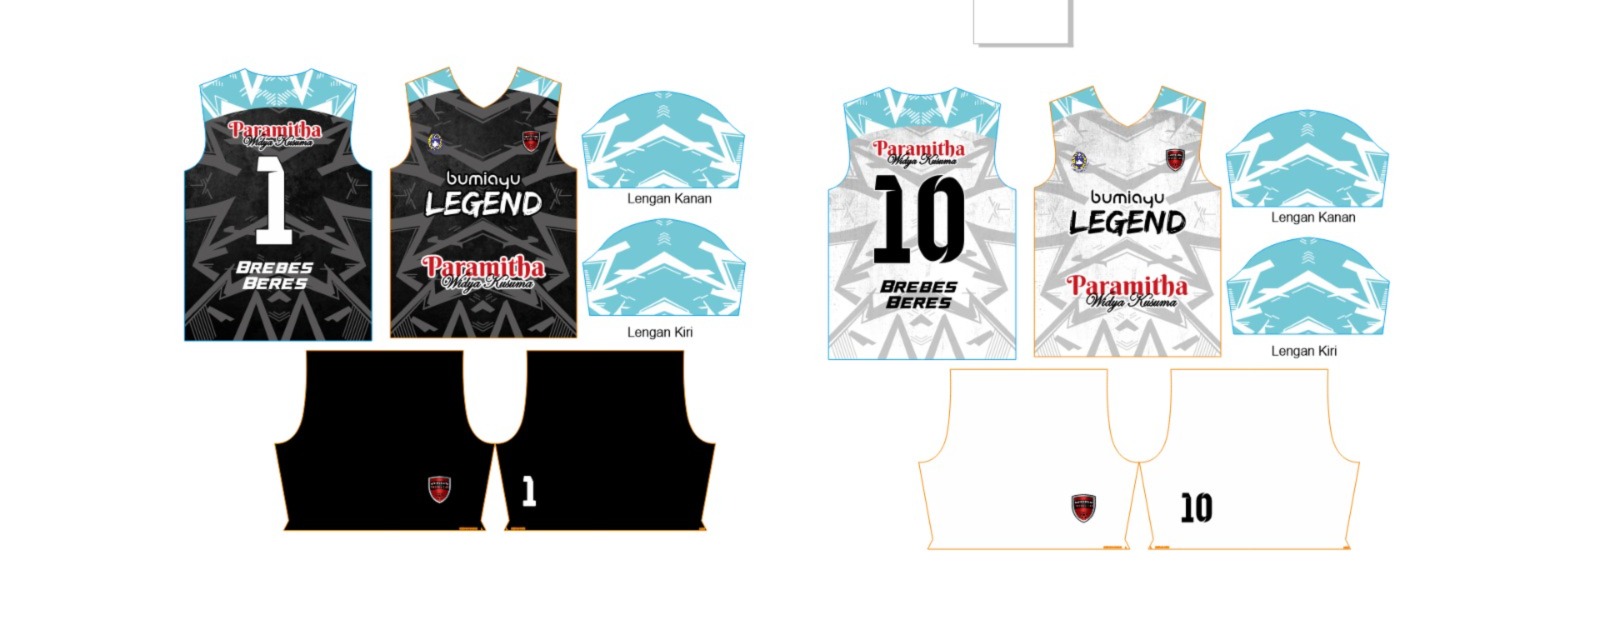 Paramitha
Widya Kusuma
1
BREBES
BERES
bumiayu
LEGEND
Paramitha
Widya Kusuma
Lengan Kanan
Lengan Kiri
1
Paramitha
Widya Kusuma
10
BREBES
BERES
bumiayu
LEGEND
Paramitha
Widya Kusuma
Lengan Kanan
Lengan Kiri
10